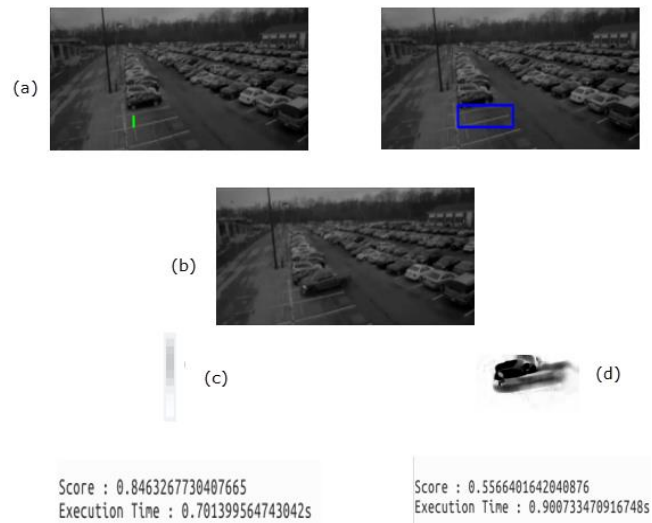 (a)
(b)
(c)
(d)
Score : 0.8463267730407665
Execution Time : 0.701399564743042s
Score : 0.5566401642040876
Execution Time : 0.900733470916748s